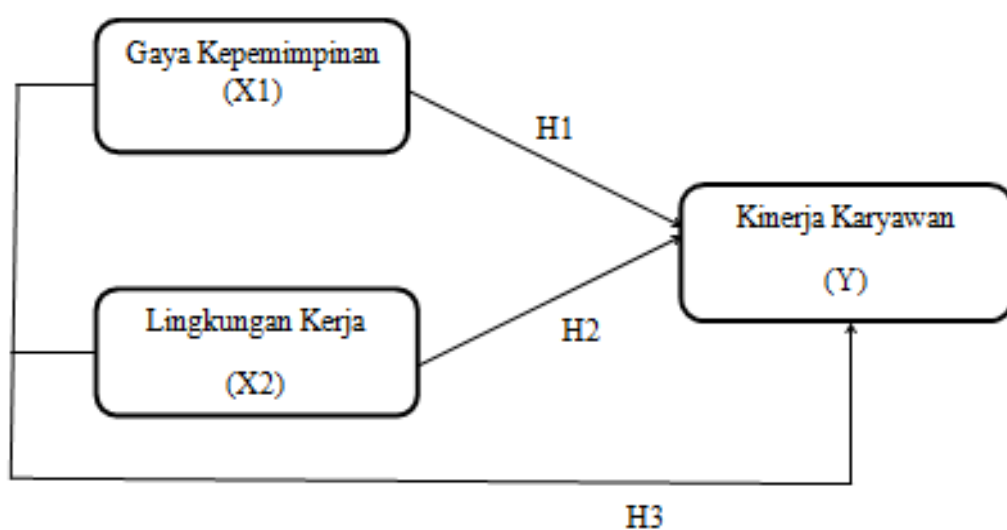 Gaya Kepemimpinan
(X1)
H1
Kinerja Karyawan
(Y)
Lingkungan Kerja
(X2)
H2
H3